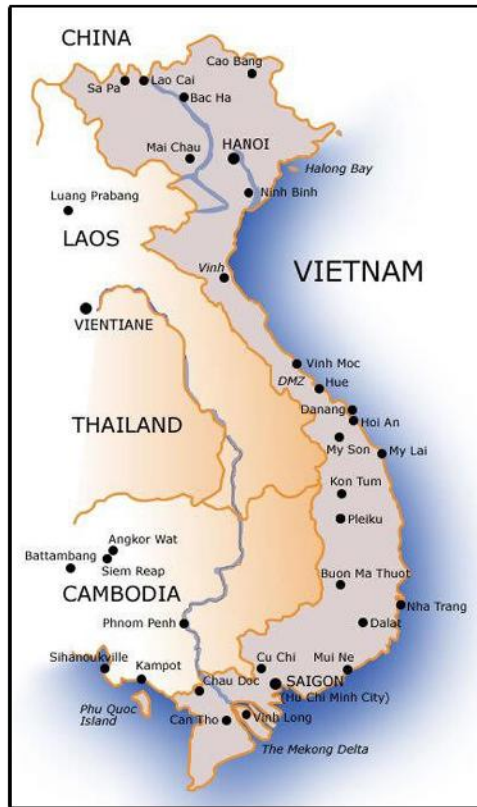 CHINA
Cao Bang
Sa Pa
Lao Cai
Bac Ha
Mai Chau
HANOI
Halong Bay
Luang Prabang
Ninh Binh
LAOS
Vinh
VIETNAM
VIENTIANE
Vinh Moc
DMZ
Hue
Danang
Hoi An
THAILAND
My Son
My Lai
Kon Tum
Pleiku
Angkor Wat
Battambang
Siem Reap
Buon Ma Thuot
CAMBODIA
Nha Trang
Phnom Penh
Dalat
Sihanoukville
Kampot
Cu Chi
Mui Ne
Chau Doc
SAIGON
(Hu Chi Minh City)
Phu Quoc
Island
Can Tho
Vinh Long
The Mekong Delta